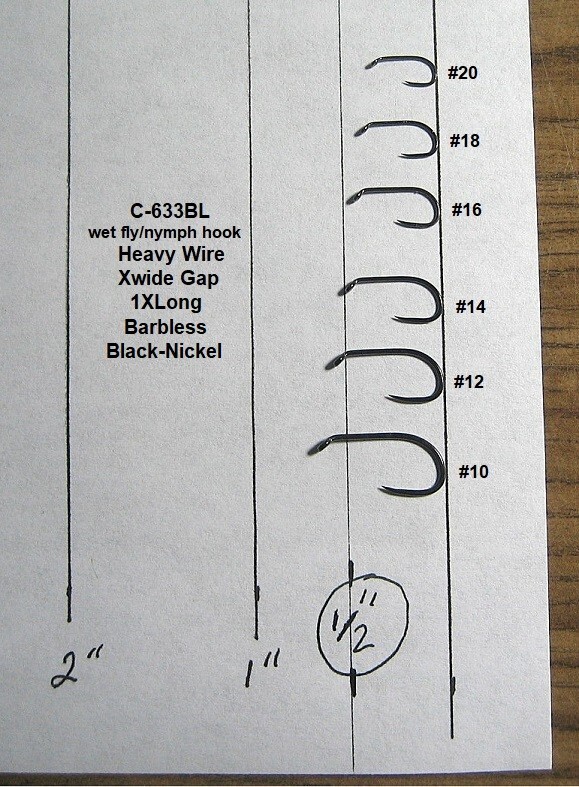 #20
#18
#16
C-633BL
wet fly/nymph hook
Heavy Wire
Xwide Gap
1XLong
Barbless
Black-Nickel
#14
#12
#10
2"
1"
1/2"